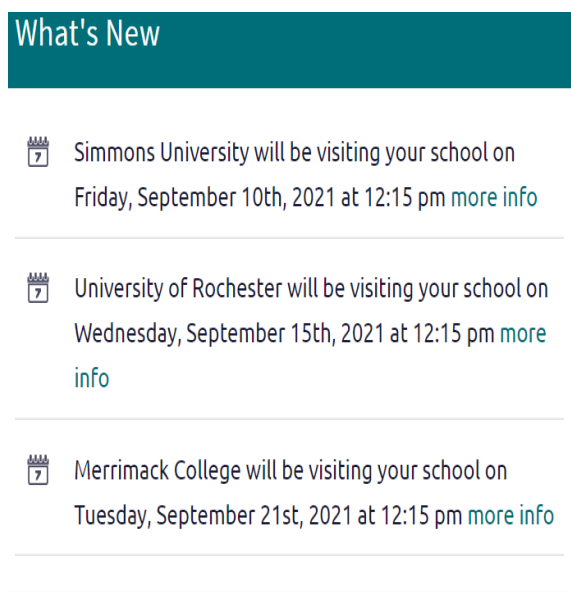 What's New
7
Simmons University will be visiting your school on
Friday, September 10th, 2021 at 12:15 pm more info
7
University of Rochester will be visiting your school on
Wednesday, September 15th, 2021 at 12:15 pm more
info
7
Merrimack College will be visiting your school on
Tuesday, September 21st, 2021 at 12:15 pm more info